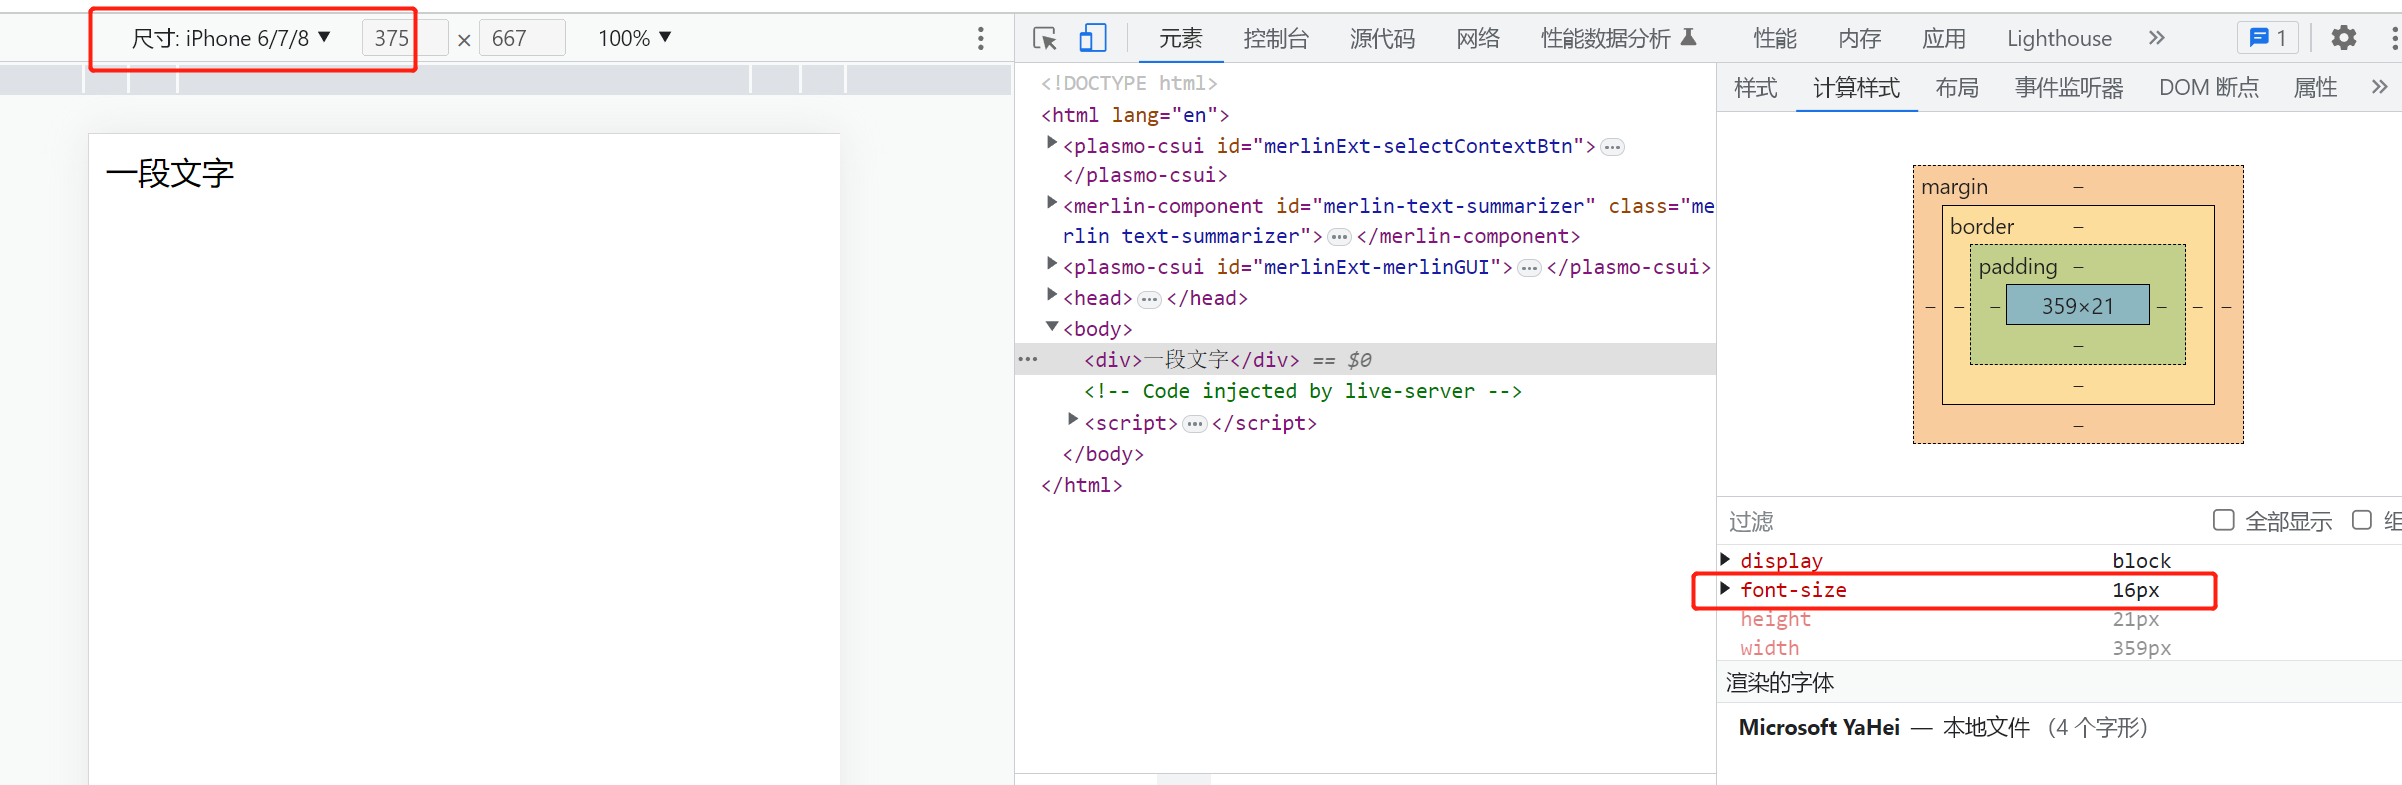 尺寸: iPhone 6/7/8 ▼ 375 × 667 100% ▼
元素 控制台 源代码 网络 性能数据分析 性能 内存 应用 Lighthouse » 1
一段文字
<!DOCTYPE html>
<html lang="en">
<plasmo-csui id="merlinExt-selectContextBtn">…
</plasmo-csui>
<merlin-component id="merlin-text-summarizer" class="me
rlin text-summarizer">…</merlin-component>
<plasmo-csui id="merlinExt-merlinGUI">…</plasmo-csui>
<head>…</head>
<body>
<div>一段文字</div> == $0
<!-- Code injected by live-server -->
<script>…</script>
</body>
</html>
样式 计算样式 布局 事件监听器 DOM 断点 属性 »
margin –
border –
padding –
– – – 359×21 – – –
–
–
–
过滤 全部显示 组
display block
font-size 16px
height 21px
width 359px
渲染的字体
Microsoft YaHei — 本地文件 (4 个字形)